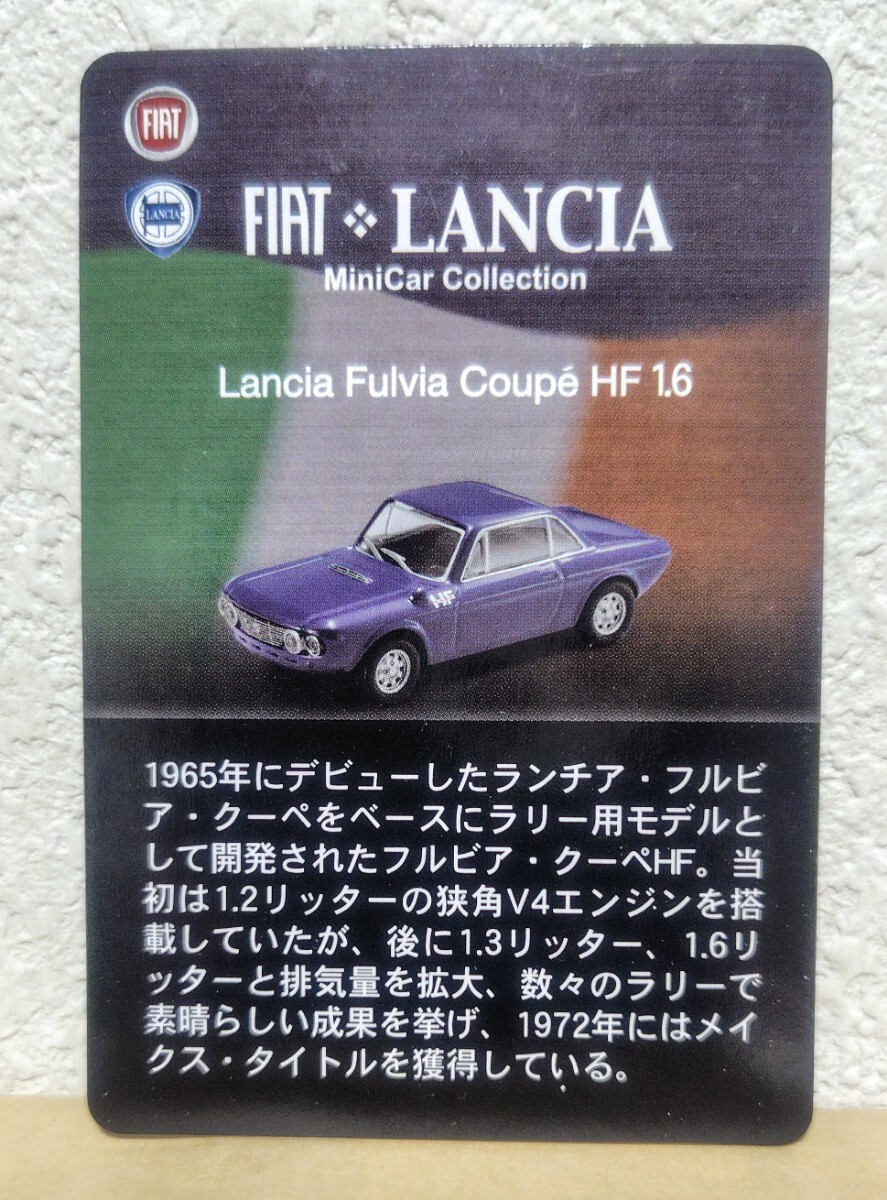 FIAT
LANCIA
FIAT LANCIA
MiniCar Collection
Lancia Fulvia Coupé HF 1.6
HF
1965年にデビューしたランチア・フルビ
ア・クーペをベースにラリー用モデルと
して開発されたフルビア・クーペHF。当
初は1.2リッターの狭角V4エンジンを搭
載していたが、後に1.3リッター、1.6リ
ッターと排気量を拡大、数々のラリーで
素晴らしい成果を挙げ、1972年にはメイ
クス・タイトルを獲得している。